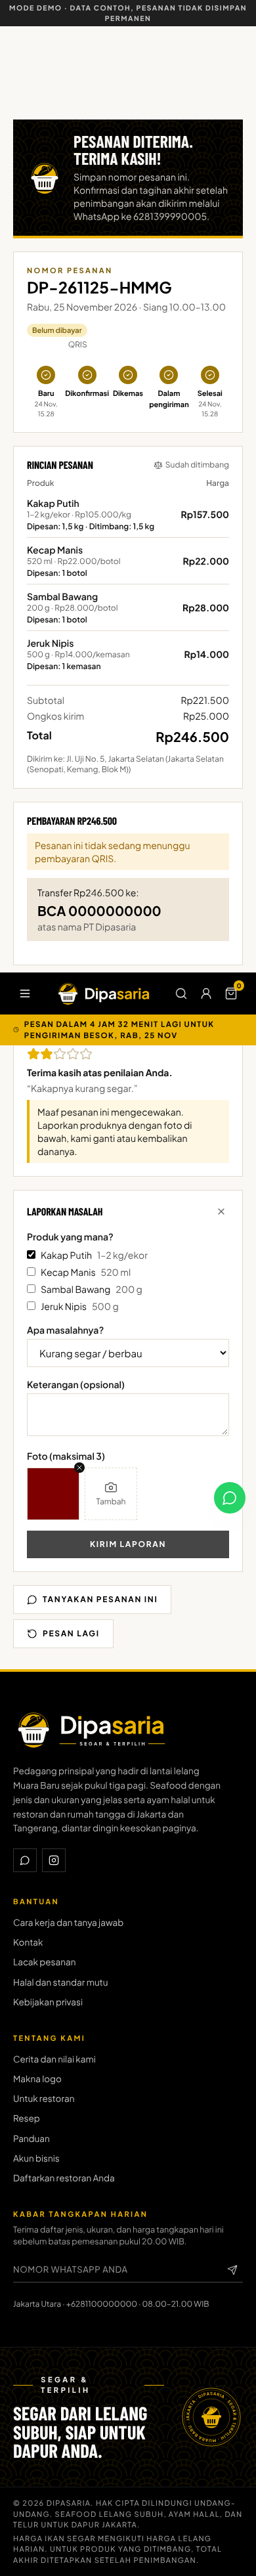 MODE DEMO · DATA CONTOH, PESANAN TIDAK DISIMPAN
PERMANEN
PESANAN DITERIMA.
TERIMA KASIH!
Simpan nomor pesanan ini.
Konfirmasi dan tagihan akhir setelah
penimbangan akan dikirim melalui
WhatsApp ke 6281399990005.
NOMOR PESANAN
DP-261125-HMMG
Rabu, 25 November 2026 · Siang 10.00–13.00
Belum dibayar
QRIS
Baru
24 Nov,
15.28
Dikonfirmasi
Dikemas
Dalam
pengiriman
Selesai
24 Nov,
15.28
RINCIAN PESANAN
Sudah ditimbang
Produk
Harga
Kakap Putih
1–2 kg/ekor · Rp105.000/kg
Dipesan: 1,5 kg · Ditimbang: 1,5 kg
Rp157.500
Kecap Manis
520 ml · Rp22.000/botol
Dipesan: 1 botol
Rp22.000
Sambal Bawang
200 g · Rp28.000/botol
Dipesan: 1 botol
Rp28.000
Jeruk Nipis
500 g · Rp14.000/kemasan
Dipesan: 1 kemasan
Rp14.000
Subtotal
Rp221.500
Ongkos kirim
Rp25.000
Total
Rp246.500
Dikirim ke: Jl. Uji No. 5, Jakarta Selatan (Jakarta Selatan
(Senopati, Kemang, Blok M))
PEMBAYARAN RP246.500
Pesanan ini tidak sedang menunggu
pembayaran QRIS.
Transfer Rp246.500 ke:
BCA 0000000000
atas nama PT Dipasaria
Dipasaria
0
PESAN DALAM 4 JAM 32 MENIT LAGI UNTUK
PENGIRIMAN BESOK, RAB, 25 NOV
Terima kasih atas penilaian Anda.
“Kakapnya kurang segar.”
Maaf pesanan ini mengecewakan.
Laporkan produknya dengan foto di
bawah, kami ganti atau kembalikan
dananya.
LAPORKAN MASALAH
Produk yang mana?
Kakap Putih 1–2 kg/ekor
Kecap Manis 520 ml
Sambal Bawang 200 g
Jeruk Nipis 500 g
Apa masalahnya?
Kurang segar / berbau
Keterangan (opsional)
Foto (maksimal 3)
Tambah
KIRIM LAPORAN
TANYAKAN PESANAN INI
PESAN LAGI
Dipasaria
SEGAR & TERPILIH
Pedagang prinsipal yang hadir di lantai lelang
Muara Baru sejak pukul tiga pagi. Seafood dengan
jenis dan ukuran yang jelas serta ayam halal untuk
restoran dan rumah tangga di Jakarta dan
Tangerang, diantar dingin keesokan paginya.
BANTUAN
Cara kerja dan tanya jawab
Kontak
Lacak pesanan
Halal dan standar mutu
Kebijakan privasi
TENTANG KAMI
Cerita dan nilai kami
Makna logo
Untuk restoran
Resep
Panduan
Akun bisnis
Daftarkan restoran Anda
KABAR TANGKAPAN HARIAN
Terima daftar jenis, ukuran, dan harga tangkapan hari ini
sebelum batas pemesanan pukul 20.00 WIB.
NOMOR WHATSAPP ANDA
Jakarta Utara · +6281100000000 · 08.00–21.00 WIB
SEGAR &
TERPILIH
SEGAR DARI LELANG
SUBUH, SIAP UNTUK
DAPUR ANDA.
© 2026 DIPASARIA. HAK CIPTA DILINDUNGI UNDANG-
UNDANG. SEAFOOD LELANG SUBUH, AYAM HALAL, DAN
TELUR UNTUK DAPUR JAKARTA.
HARGA IKAN SEGAR MENGIKUTI HARGA LELANG
HARIAN. UNTUK PRODUK YANG DITIMBANG, TOTAL
AKHIR DITETAPKAN SETELAH PENIMBANGAN.